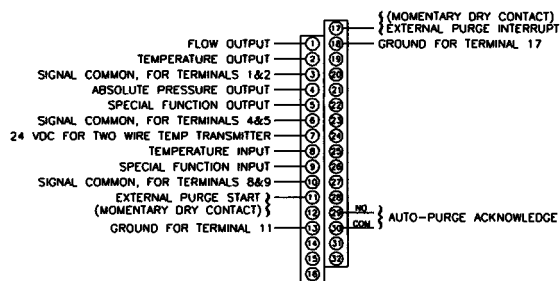 FLOW OUTPUT 1
TEMPERATURE OUTPUT 2
SIGNAL COMMON, FOR TERMINALS 1&2 3
ABSOLUTE PRESSURE OUTPUT 4
SPECIAL FUNCTION OUTPUT 5
SIGNAL COMMON, FOR TERMINALS 4&5 6
24 VDC FOR TWO WIRE TEMP TRANSMITTER 7
TEMPERATURE INPUT 8
SPECIAL FUNCTION INPUT 9
SIGNAL COMMON, FOR TERMINALS 8&9 10
EXTERNAL PURGE START 11
(MOMENTARY DRY CONTACT) 12
GROUND FOR TERMINAL 11 13
14
15
16
(MOMENTARY DRY CONTACT)
17 EXTERNAL PURGE INTERRUPT
18 GROUND FOR TERMINAL 17
19
20
21
22
23
24
25
26
27
28
29 NO
AUTO-PURGE ACKNOWLEDGE
30 COM
31
32